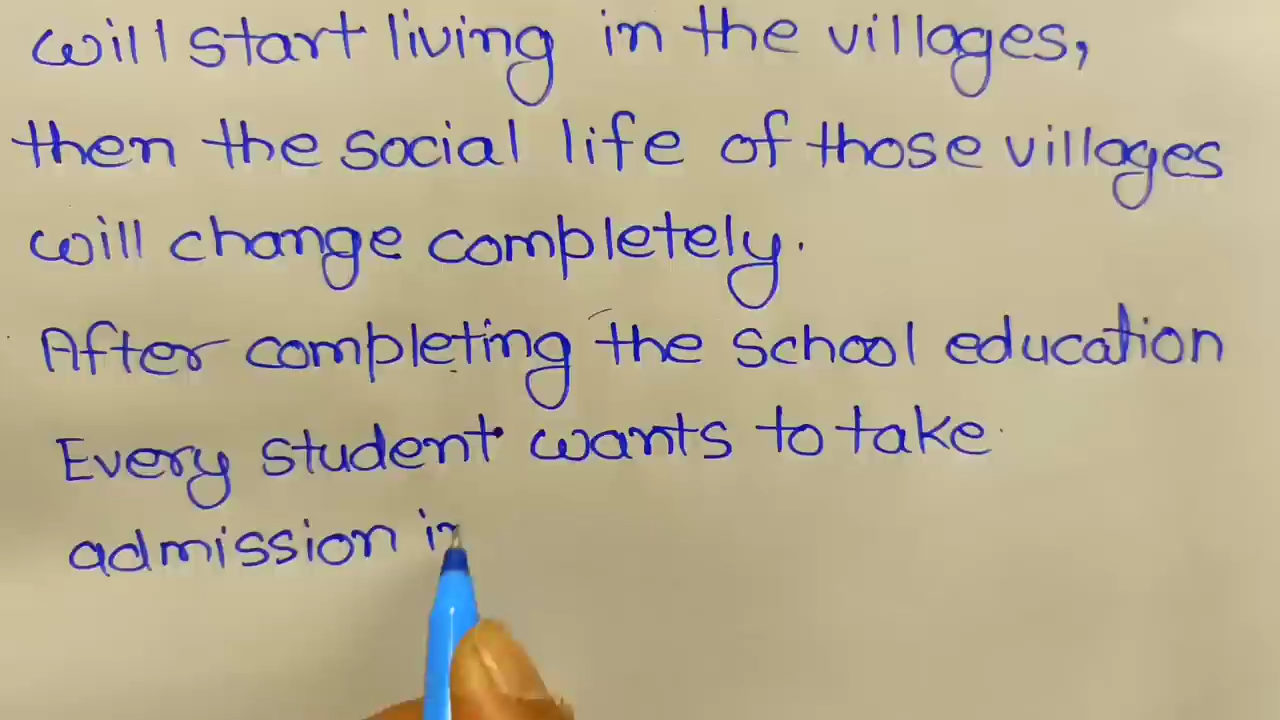 will start living in the villages,
then the social life of those villages
will change completely.
After completing the school education
Every student wants to take
admission